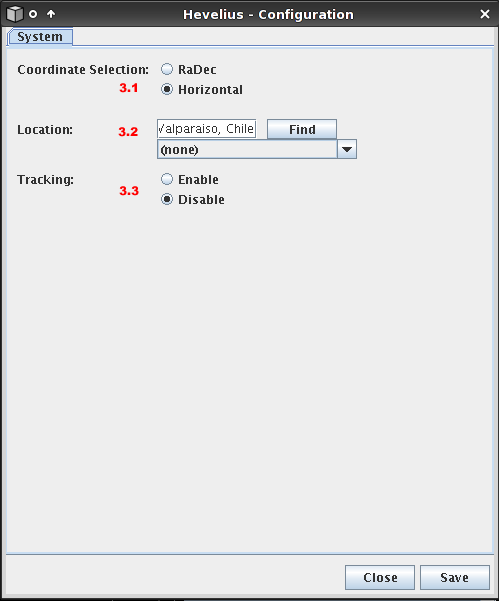 Hevelius - Configuration
System
Coordinate Selection: RaDec
3.1 Horizontal
Location: 3.2 Valparaiso, Chile Find
(none)
Tracking: Enable
3.3 Disable
Close Save